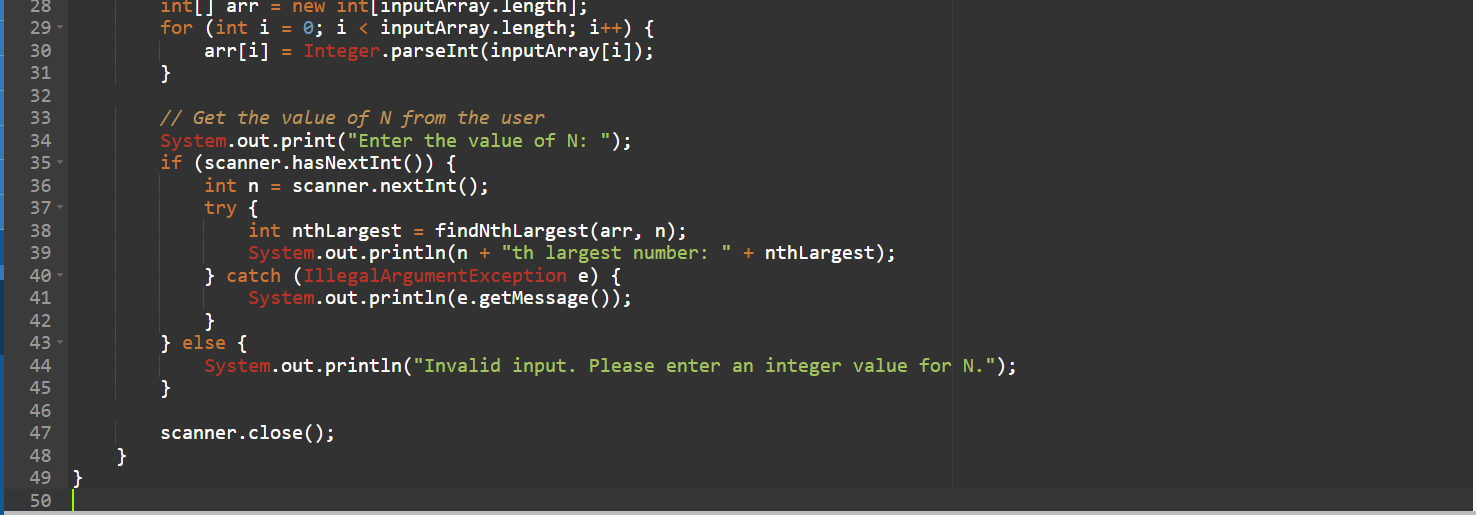 28 int[] arr = new int[inputArray.length];
29 for (int i = 0; i < inputArray.length; i++) {
30 arr[i] = Integer.parseInt(inputArray[i]);
31 }
32
33 // Get the value of N from the user
34 System.out.print("Enter the value of N: ");
35 if (scanner.hasNextInt()) {
36 int n = scanner.nextInt();
37 try {
38 int nthLargest = findNthLargest(arr, n);
39 System.out.println(n + "th largest number: " + nthLargest);
40 } catch (IllegalArgumentException e) {
41 System.out.println(e.getMessage());
42 }
43 } else {
44 System.out.println("Invalid input. Please enter an integer value for N.");
45 }
46
47 scanner.close();
48 }
49 }
50